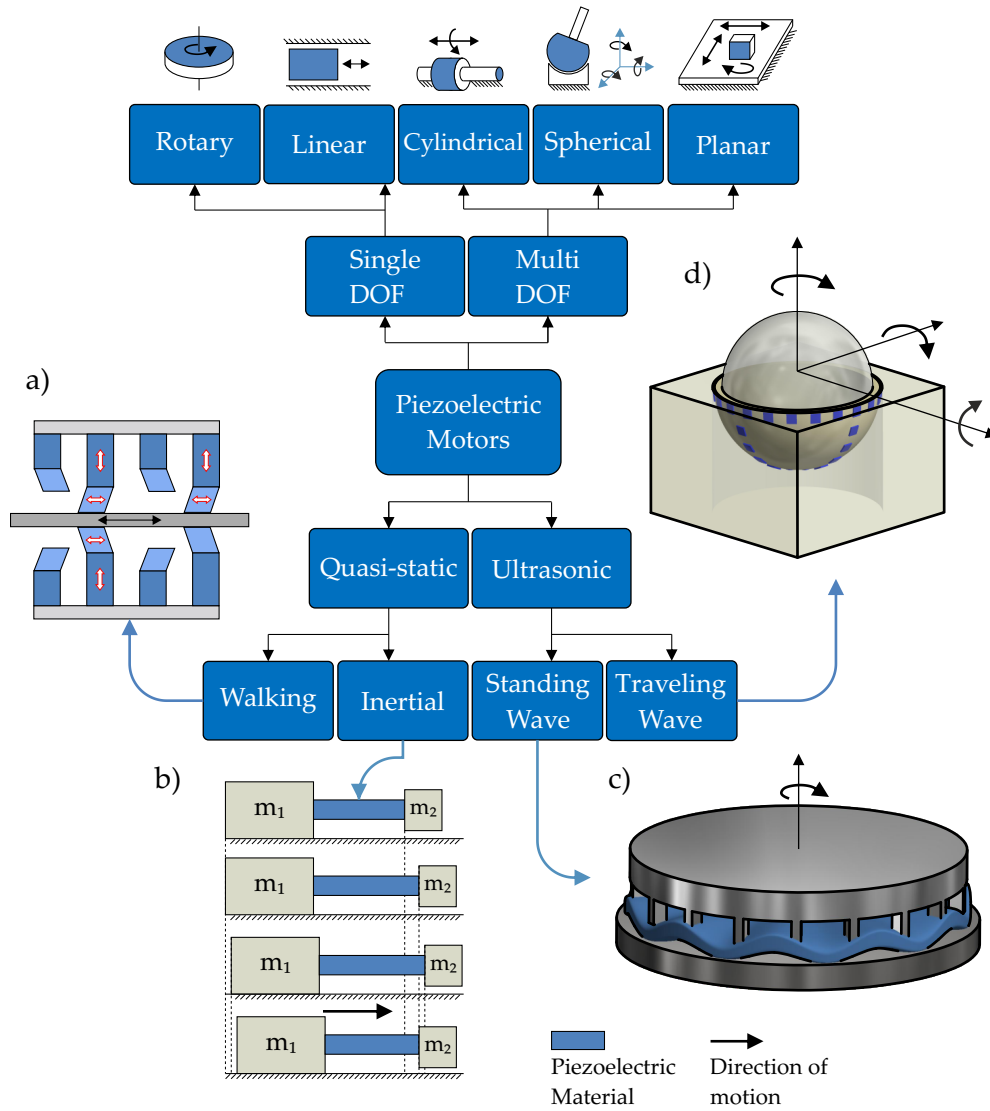 Rotary
Linear
Cylindrical
Spherical
Planar
Single
DOF
Multi
DOF
d)
a)
Piezoelectric
Motors
Quasi-static
Ultrasonic
Walking
Inertial
Standing
Wave
Traveling
Wave
b)
c)
m₁
m₂
m₁
m₂
m₁
m₂
m₁
m₂
Piezoelectric
Material
Direction of
motion